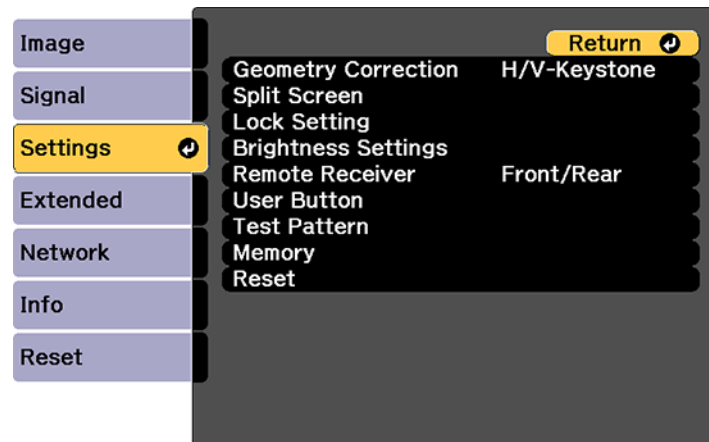 Image
Signal
Settings
Extended
Network
Info
Reset
Return
Geometry Correction H/V-Keystone
Split Screen
Lock Setting
Brightness Settings
Remote Receiver Front/Rear
User Button
Test Pattern
Memory
Reset